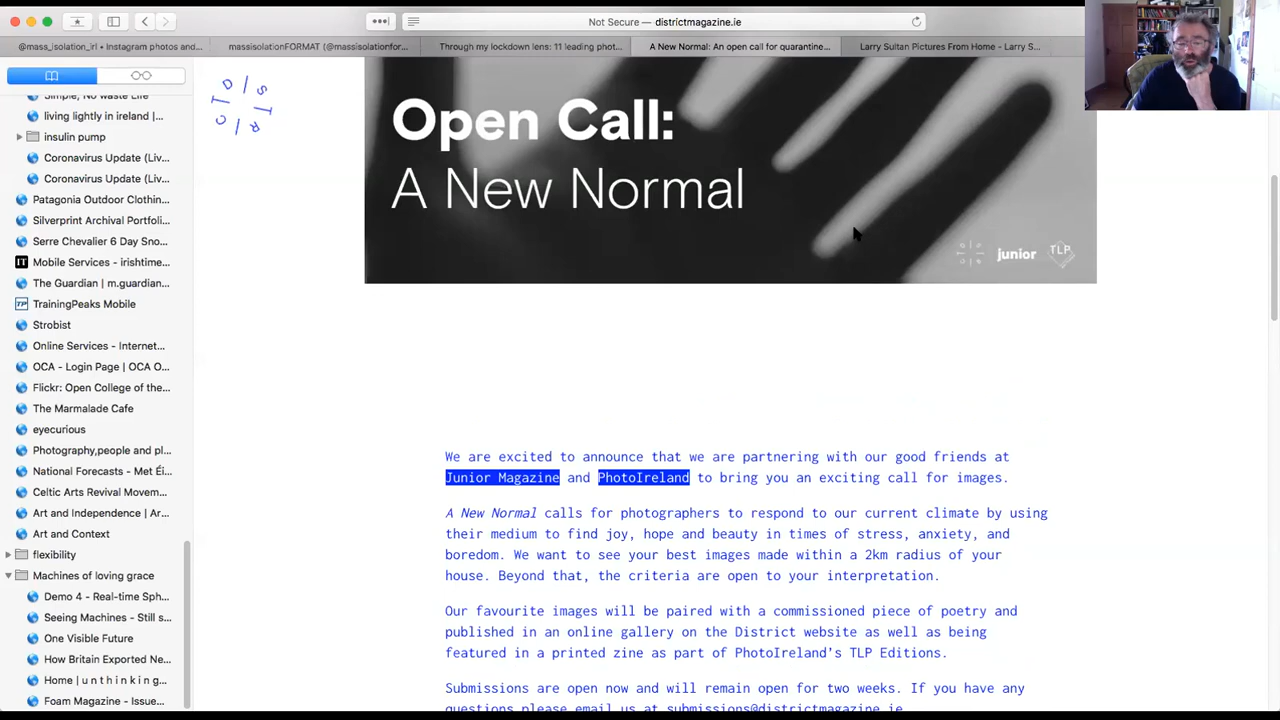 Not Secure — districtmagazine.ie
@mass_isolation_irl • Instagram photos and...
massisolationFORMAT (@massisolationfor...
Through my lockdown lens: 11 leading phot...
A New Normal: An open call for quarantine...
Larry Sultan Pictures From Home - Larry S...
Simple, No Waste Life
living lightly in ireland |...
insulin pump
Coronavirus Update (Liv...
Coronavirus Update (Liv...
Patagonia Outdoor Clothin...
Silverprint Archival Portfolio...
Serre Chevalier 6 Day Sno...
IT Mobile Services - irishtime...
The Guardian | m.guardian...
TP TrainingPeaks Mobile
Strobist
Online Services - Internet...
OCA - Login Page | OCA O...
Flickr: Open College of the...
The Marmalade Cafe
eyecurious
Photography,people and pl...
National Forecasts - Met Éi...
Celtic Arts Revival Movem...
Art and Independence | Ar...
Art and Context
flexibility
Machines of loving grace
Demo 4 - Real-time Sph...
Seeing Machines - Still s...
One Visible Future
How Britain Exported Ne...
Home | u n t h i n k i n g...
Foam Magazine - Issue...
D I S T R I C T
Open Call:
A New Normal
junior
TLP
We are excited to announce that we are partnering with our good friends at
Junior Magazine and PhotoIreland to bring you an exciting call for images.
A New Normal calls for photographers to respond to our current climate by using
their medium to find joy, hope and beauty in times of stress, anxiety, and
boredom. We want to see your best images made within a 2km radius of your
house. Beyond that, the criteria are open to your interpretation.
Our favourite images will be paired with a commissioned piece of poetry and
published in an online gallery on the District website as well as being
featured in a printed zine as part of PhotoIreland's TLP Editions.
Submissions are open now and will remain open for two weeks. If you have any
questions please email us at submissions@districtmagazine.ie